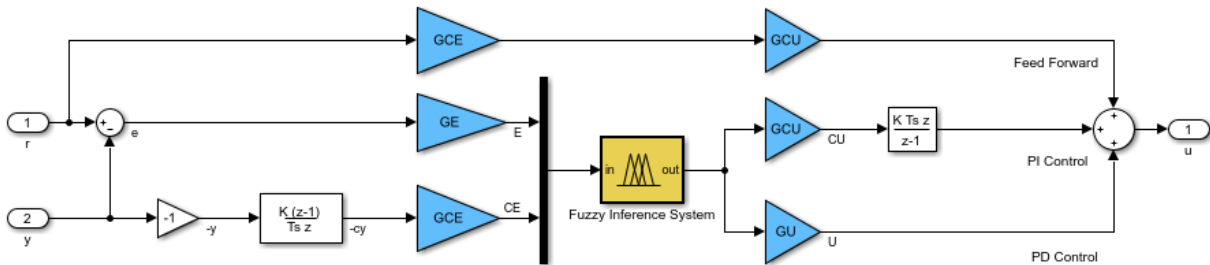 GCE
GCU
Feed Forward
1
r
+
−
e
GE
E
GCU
CU
K Ts z
z-1
PI Control
+
+
+
1
u
in
out
Fuzzy Inference System
2
y
-1
-y
K (z-1)
Ts z
-cy
GCE
CE
GU
U
PD Control